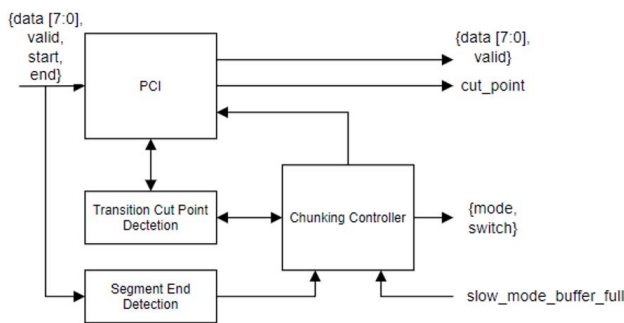 {data [7:0],
valid,
start,
end}
PCI
{data [7:0],
valid}
cut_point
Transition Cut Point
Dectetion
Chunking Controller
{mode,
switch}
Segment End
Detection
slow_mode_buffer_full